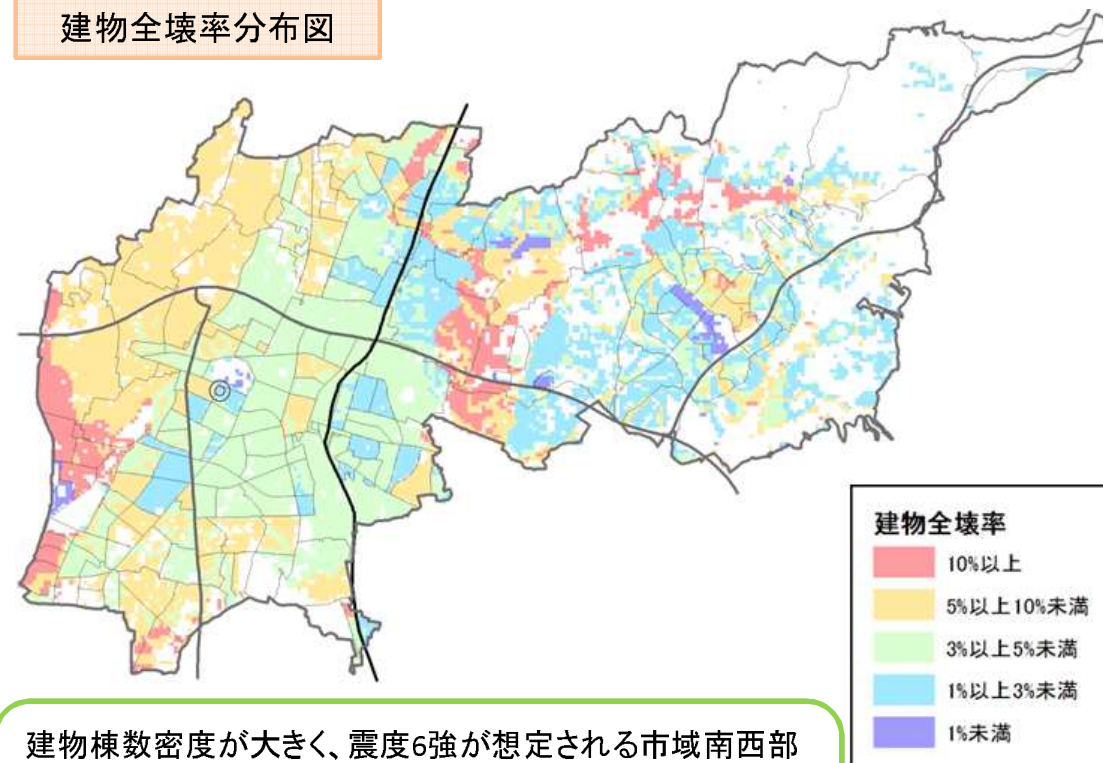 建物全壊率分布図
建物全壊率
10%以上
5%以上10%未満
3%以上5%未満
1%以上3%未満
1%未満
建物棟数密度が大きく、震度6強が想定される市域南西部